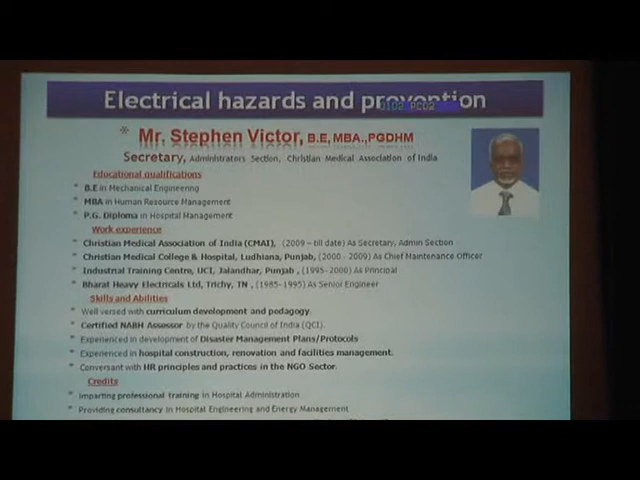 Electrical hazards and prevention
* Mr. Stephen Victor, B.E, MBA.,PGDHM
Secretary, Administrators Section, Christian Medical Association of India
Educational qualifications
* B.E in Mechanical Engineering
* MBA in Human Resource Management
* P.G. Diploma in Hospital Management
Work experience
* Christian Medical Association of India (CMAI), (2009 – till date) As Secretary, Admin Section
* Christian Medical College & Hospital, Ludhiana, Punjab, (2000 - 2009) As Chief Maintenance Officer
* Industrial Training Centre, UCI, Jalandhar, Punjab , (1995-2000) As Principal
* Bharat Heavy Electricals Ltd, Trichy, TN , (1985-1995) As Senior Engineer
Skills and Abilities
* Well versed with curriculum development and pedagogy.
* Certified NABH Assessor by the Quality Council of India (QCI).
* Experienced in development of Disaster Management Plans/Protocols
* Experienced in hospital construction, renovation and facilities management.
* Conversant with HR principles and practices in the NGO Sector.
Credits
* Imparting professional training in Hospital Administration
* Providing consultancy in Hospital Engineering and Energy Management